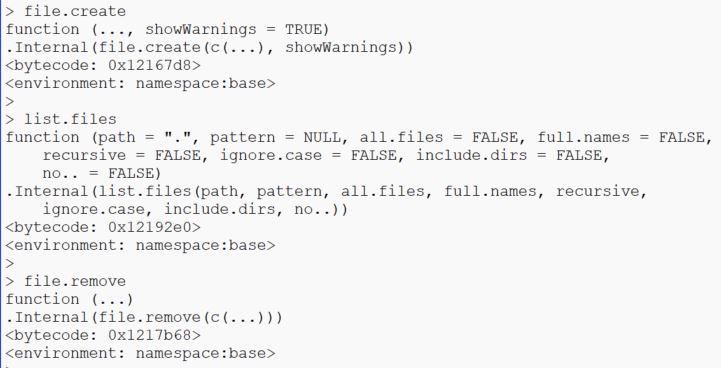 > file.create
function (..., showWarnings = TRUE)
.Internal(file.create(c(...), showWarnings))
<bytecode: 0x12167d8>
<environment: namespace:base>
>
> list.files
function (path = ".", pattern = NULL, all.files = FALSE, full.names = FALSE,
    recursive = FALSE, ignore.case = FALSE, include.dirs = FALSE,
    no.. = FALSE)
.Internal(list.files(path, pattern, all.files, full.names, recursive,
    ignore.case, include.dirs, no..))
<bytecode: 0x12192e0>
<environment: namespace:base>
>
> file.remove
function (...)
.Internal(file.remove(c(...)))
<bytecode: 0x1217b68>
<environment: namespace:base>